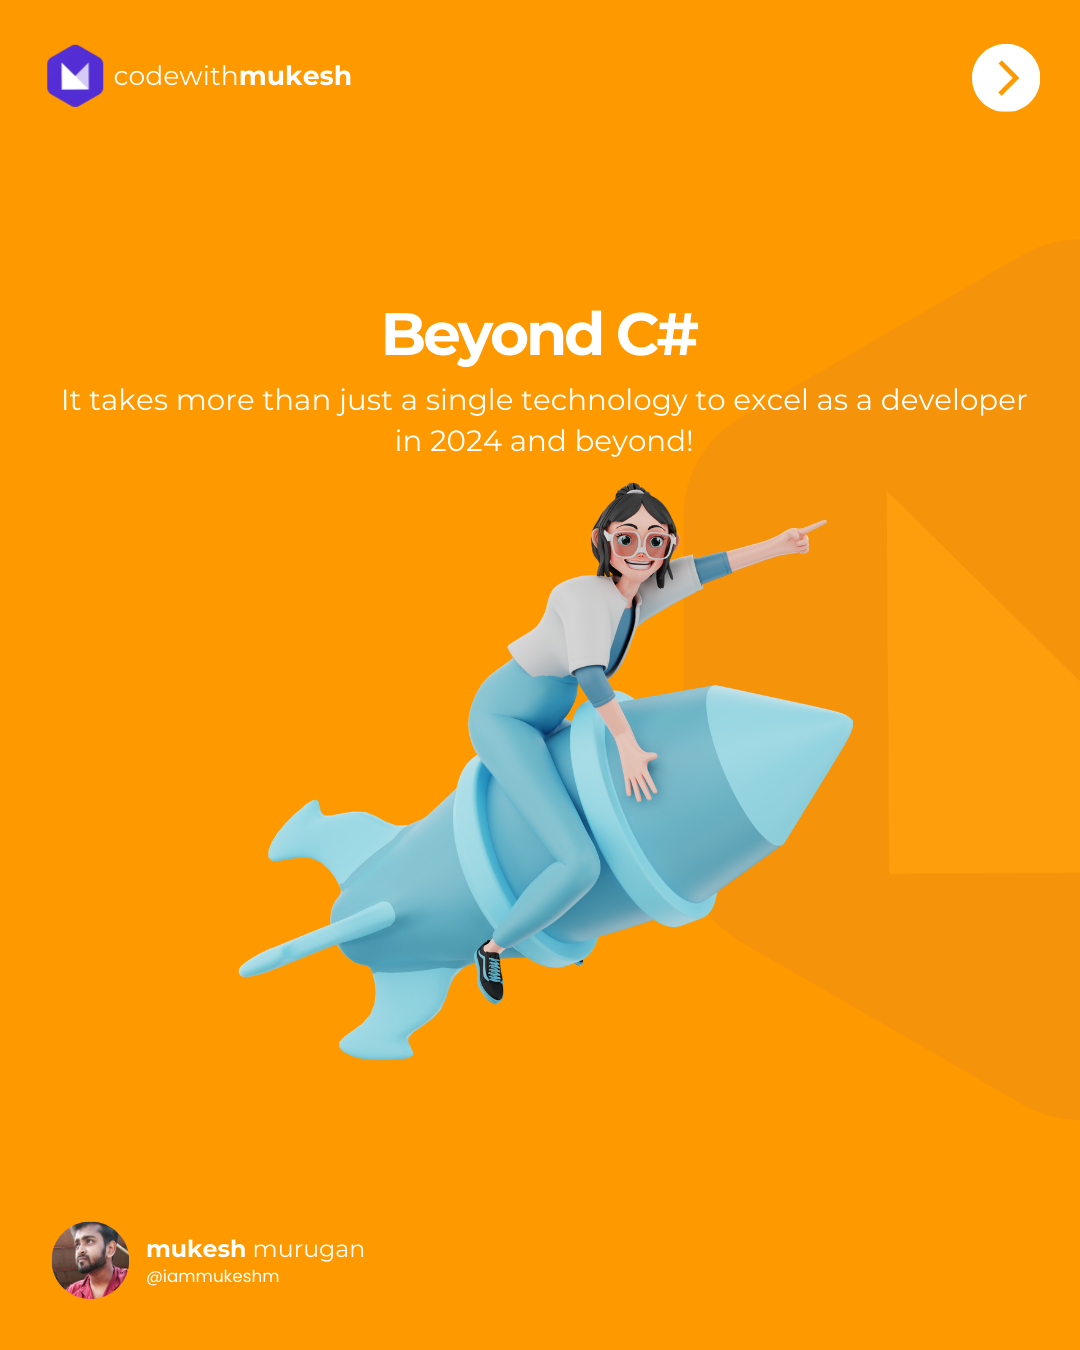 codewithmukesh
Beyond C#
It takes more than just a single technology to excel as a developer
in 2024 and beyond!
mukesh murugan
@iammukeshm